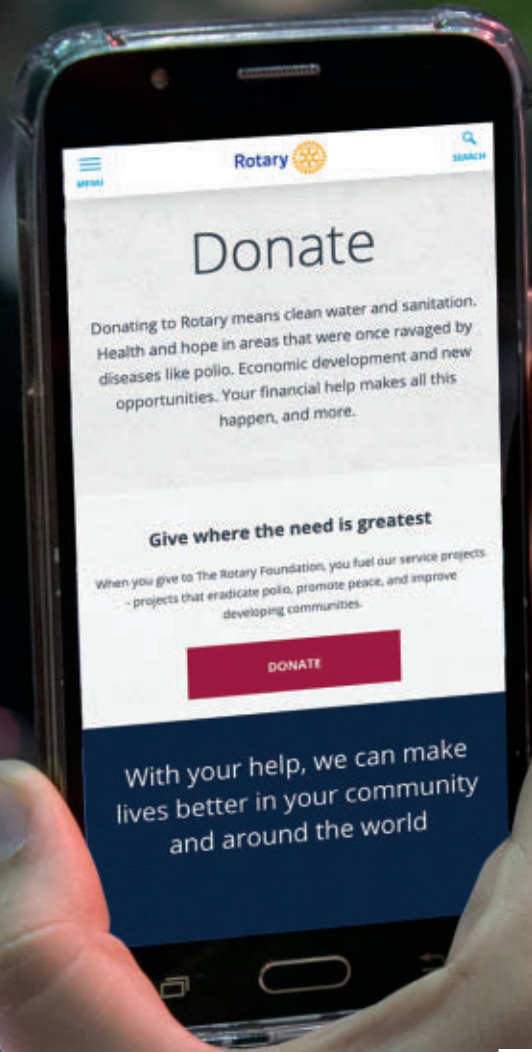 MENU
Rotary
SEARCH
Donate
Donating to Rotary means clean water and sanitation.
Health and hope in areas that were once ravaged by
diseases like polio. Economic development and new
opportunities. Your financial help makes all this
happen, and more.
Give where the need is greatest
When you give to The Rotary Foundation, you fuel our service projects
- projects that eradicate polio, promote peace, and improve
developing communities.
DONATE
With your help, we can make
lives better in your community
and around the world